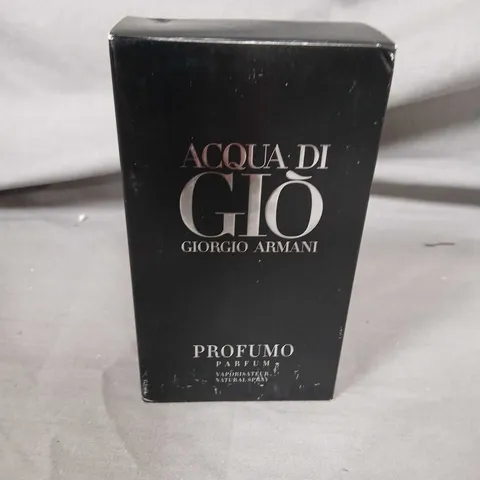 ACQUA DI
GIÒ
GIORGIO ARMANI
PROFUMO
PARFUM
VAPORISATEUR
NATURAL SPRAY